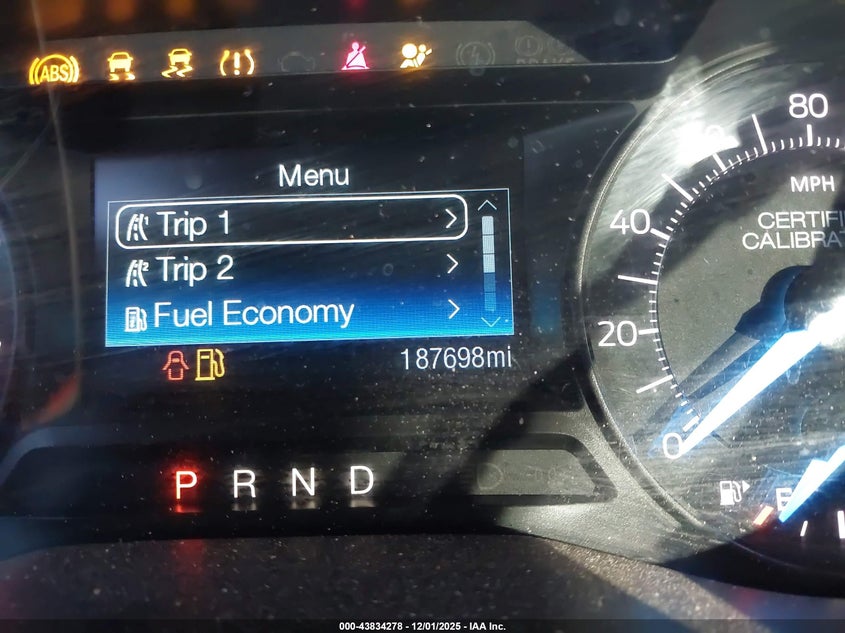 ABS
80
Menu
MPH
Trip 1
40
CERTIFI
CALIBRAT
Trip 2
Fuel Economy
20
187698mi
0
P R N D
E
000-43834278 - 12/01/2025 - IAA Inc.